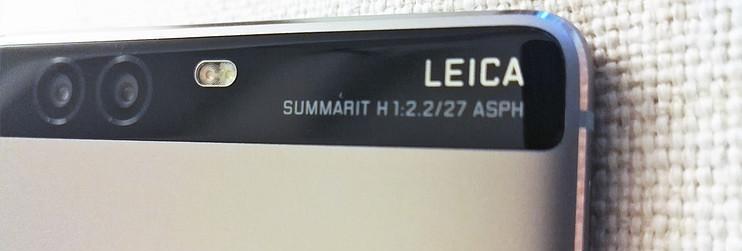 LEICA
SUMMARIT H 1:2.2/27 ASPH